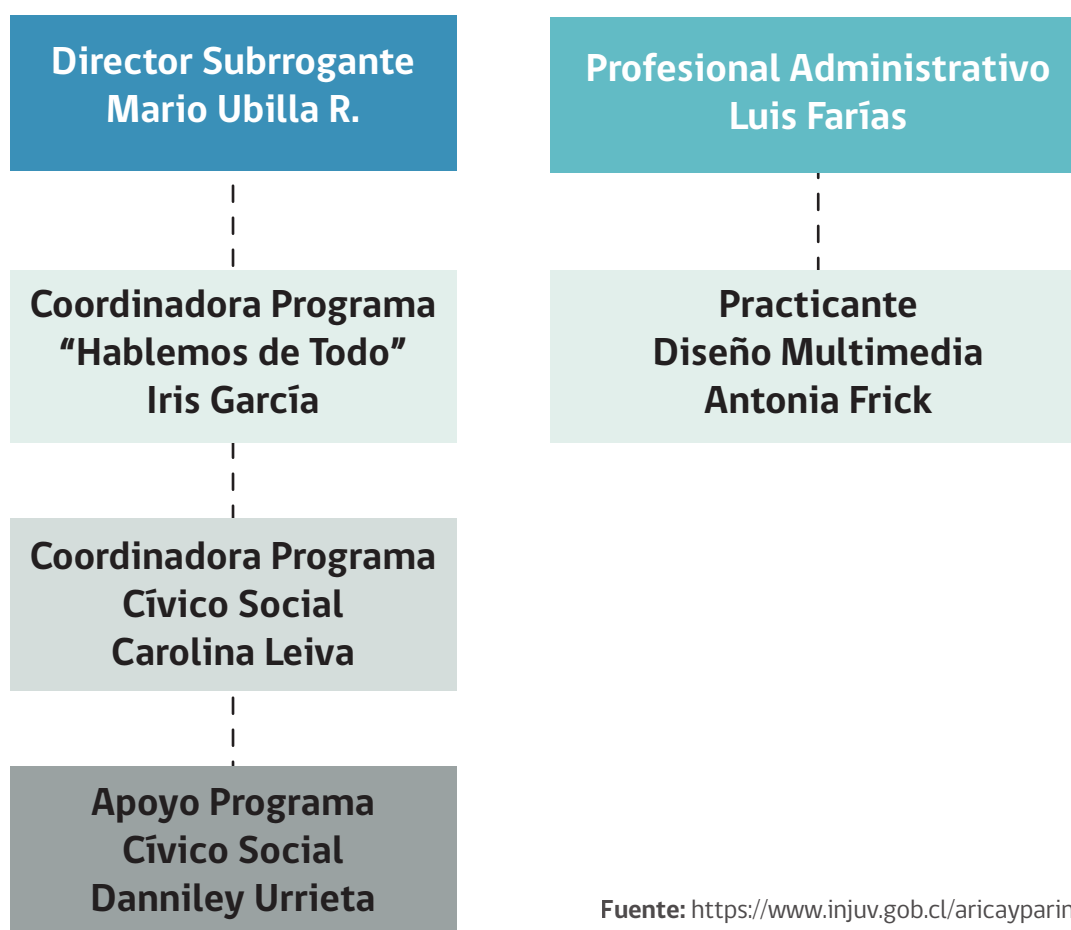 Director Subrrogante
Mario Ubilla R.
Profesional Administrativo
Luis Farías
Coordinadora Programa
“Hablemos de Todo”
Iris García
Practicante
Diseño Multimedia
Antonia Frick
Coordinadora Programa
Cívico Social
Carolina Leiva
Apoyo Programa
Cívico Social
Danniley Urrieta
Fuente: https://www.injuv.gob.cl/aricayparin